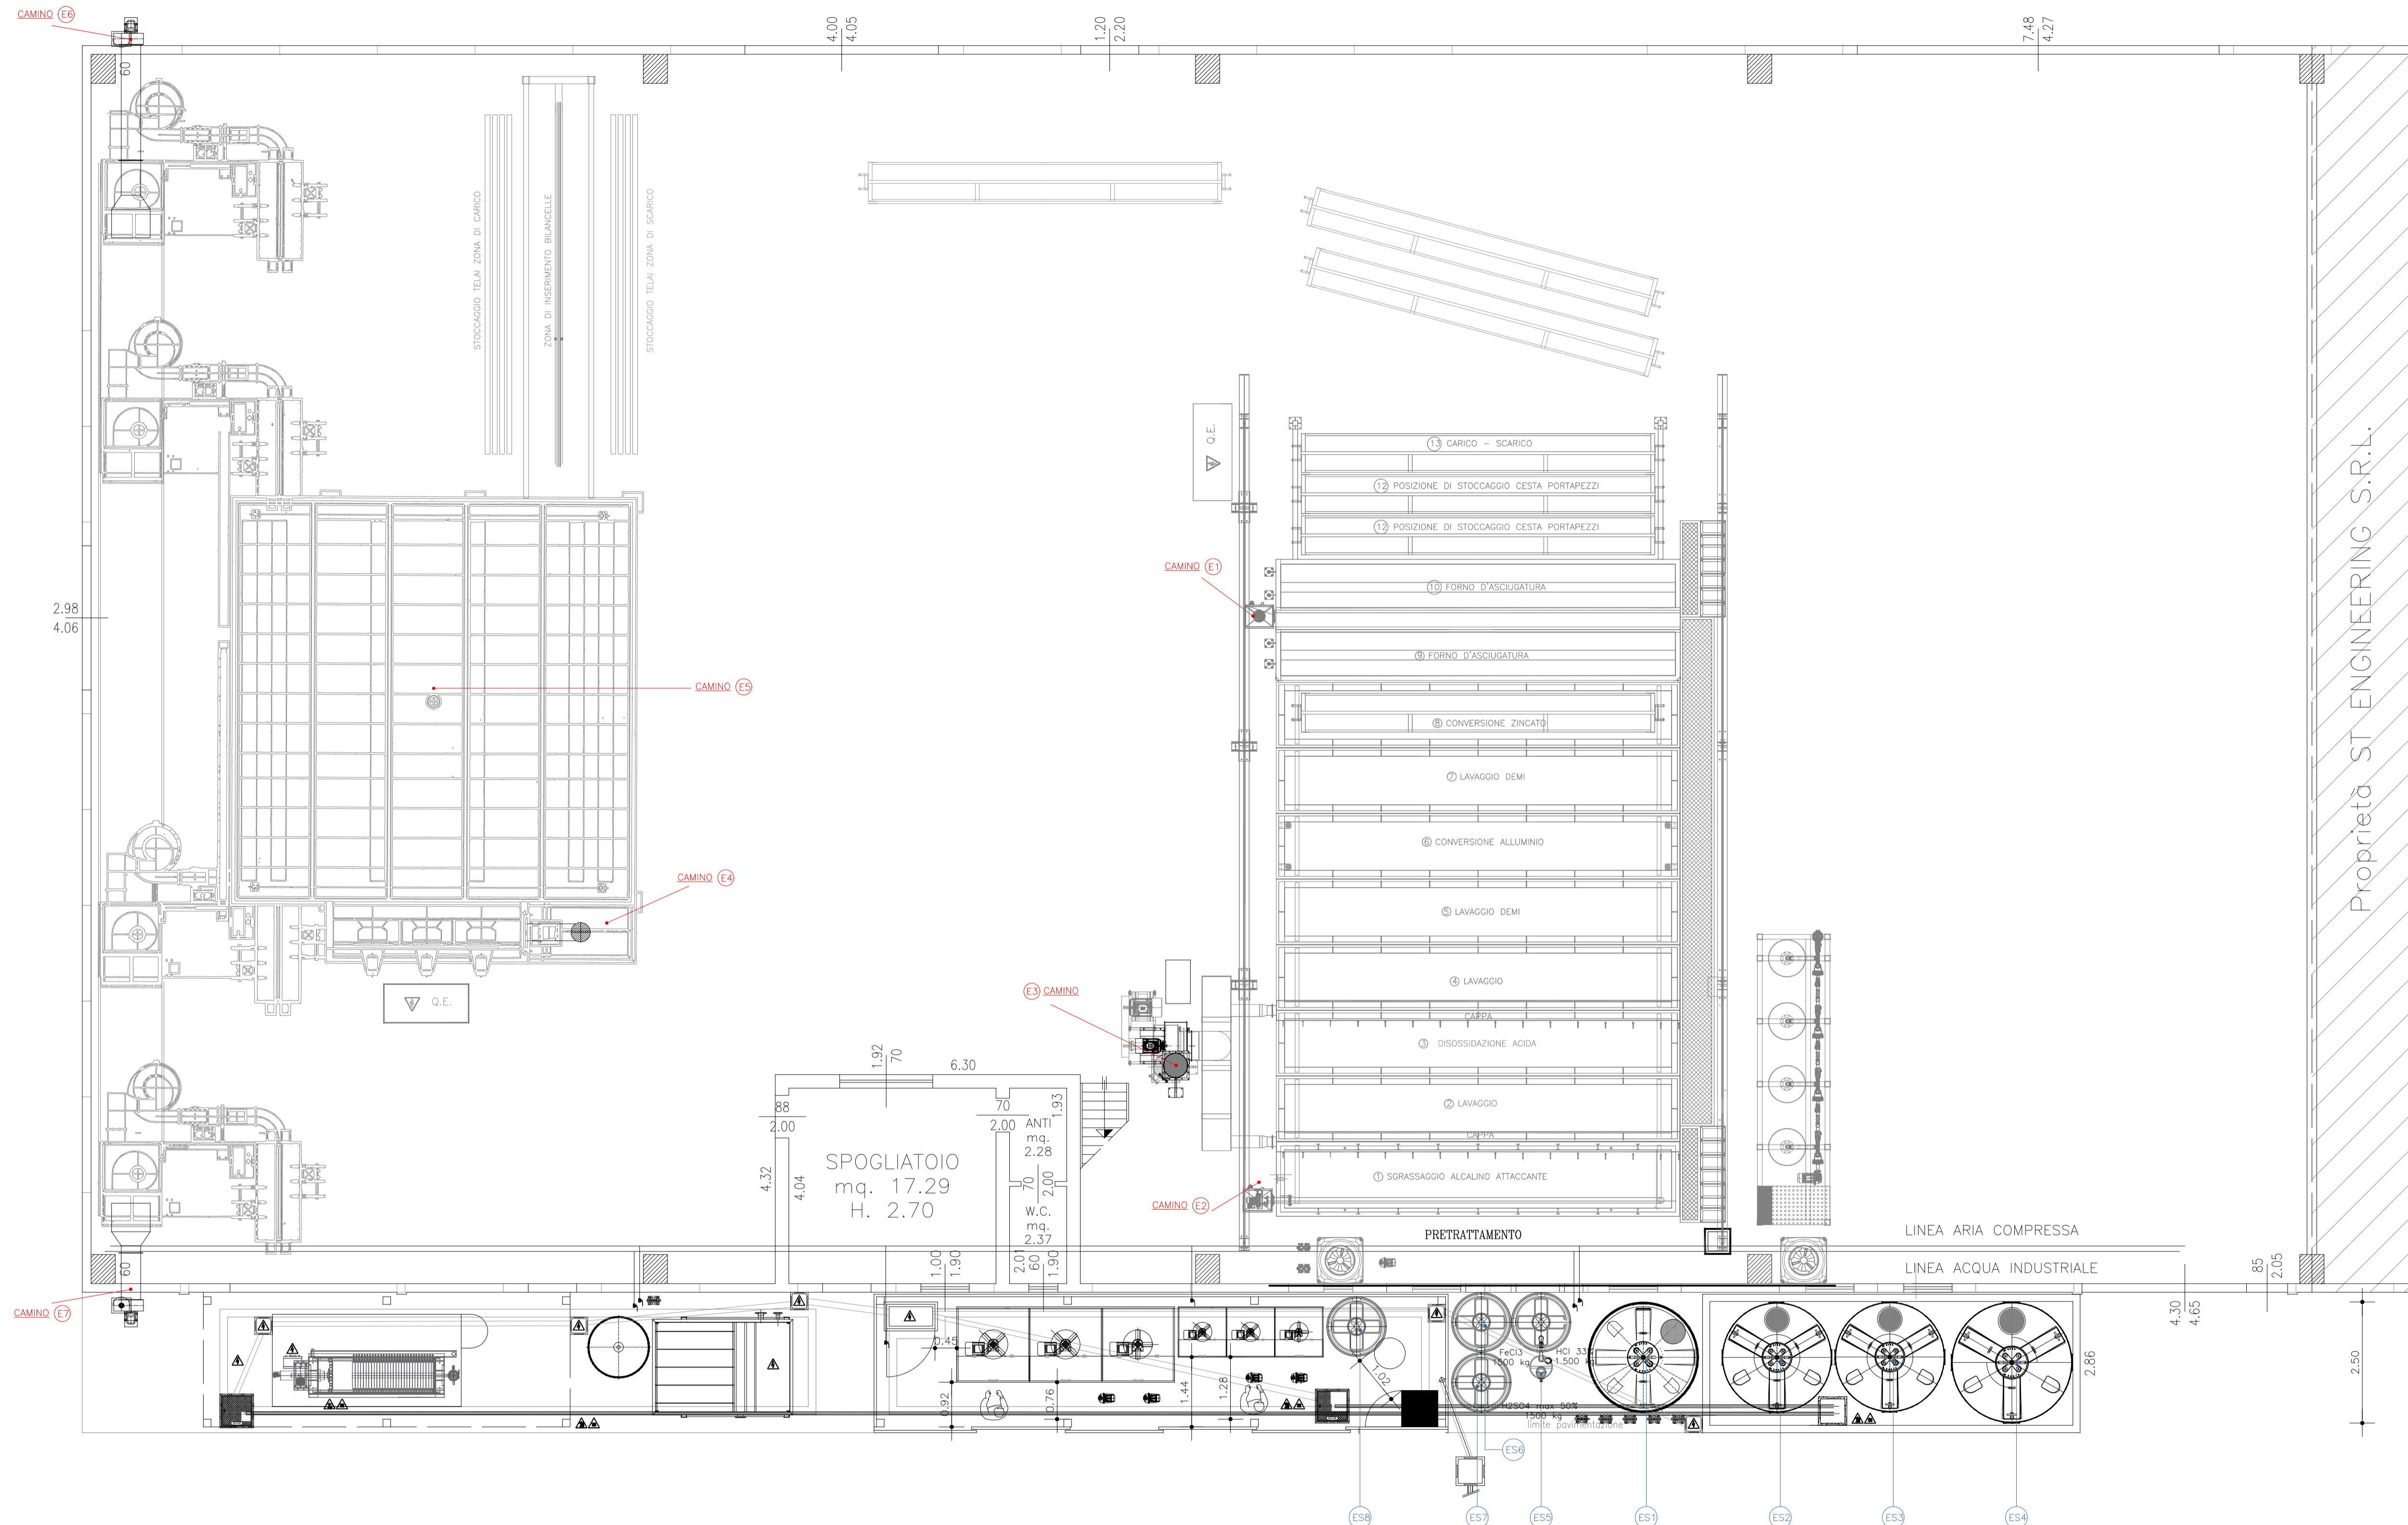 CAMINO E6
4.00
4.05
1.20
2.20
7.48
4.27
60
STOCCAGGIO TELAI ZONA DI CARICO
ZONA DI INSERIMENTO BILANCELLE
STOCCAGGIO TELAI ZONA DI SCARICO
Q.E.
13 CARICO - SCARICO
12 POSIZIONE DI STOCCAGGIO CESTA PORTAPEZZI
12 POSIZIONE DI STOCCAGGIO CESTA PORTAPEZZI
CAMINO E1
10 FORNO D'ASCIUGATURA
2.98
4.06
9 FORNO D'ASCIUGATURA
CAMINO E5
8 CONVERSIONE ZINCATO
7 LAVAGGIO DEMI
6 CONVERSIONE ALLUMINIO
CAMINO E4
5 LAVAGGIO DEMI
Proprietà ST ENGINEERING S.R.L.
4 LAVAGGIO
E3 CAMINO
Q.E.
CAPPA
3 DISOSSIDAZIONE ACIDA
1.92
70
6.30
88
2.00
70
2.00
1.93
ANTI
mq.
2.28
2 LAVAGGIO
CAPPA
4.32
4.04
SPOGLIATOIO
mq. 17.29
H. 2.70
70
2.00
1 SGRASSAGGIO ALCALINO ATTACCANTE
CAMINO E2
W.C.
mq.
2.37
PRETRATTAMENTO
LINEA ARIA COMPRESSA
LINEA ACQUA INDUSTRIALE
60
1.00
1.90
2.01
60
1.90
85
2.05
CAMINO E7
4.30
4.65
0.45
FeCl3
1500 kg
HCl 33%
1.500 kg
1.02
2.86
2.50
0.92
0.76
1.44
1.28
H2SO4 max 50%
1500 kg
limite pavimentazione
ES6
ES8
ES7
ES5
ES1
ES2
ES3
ES4